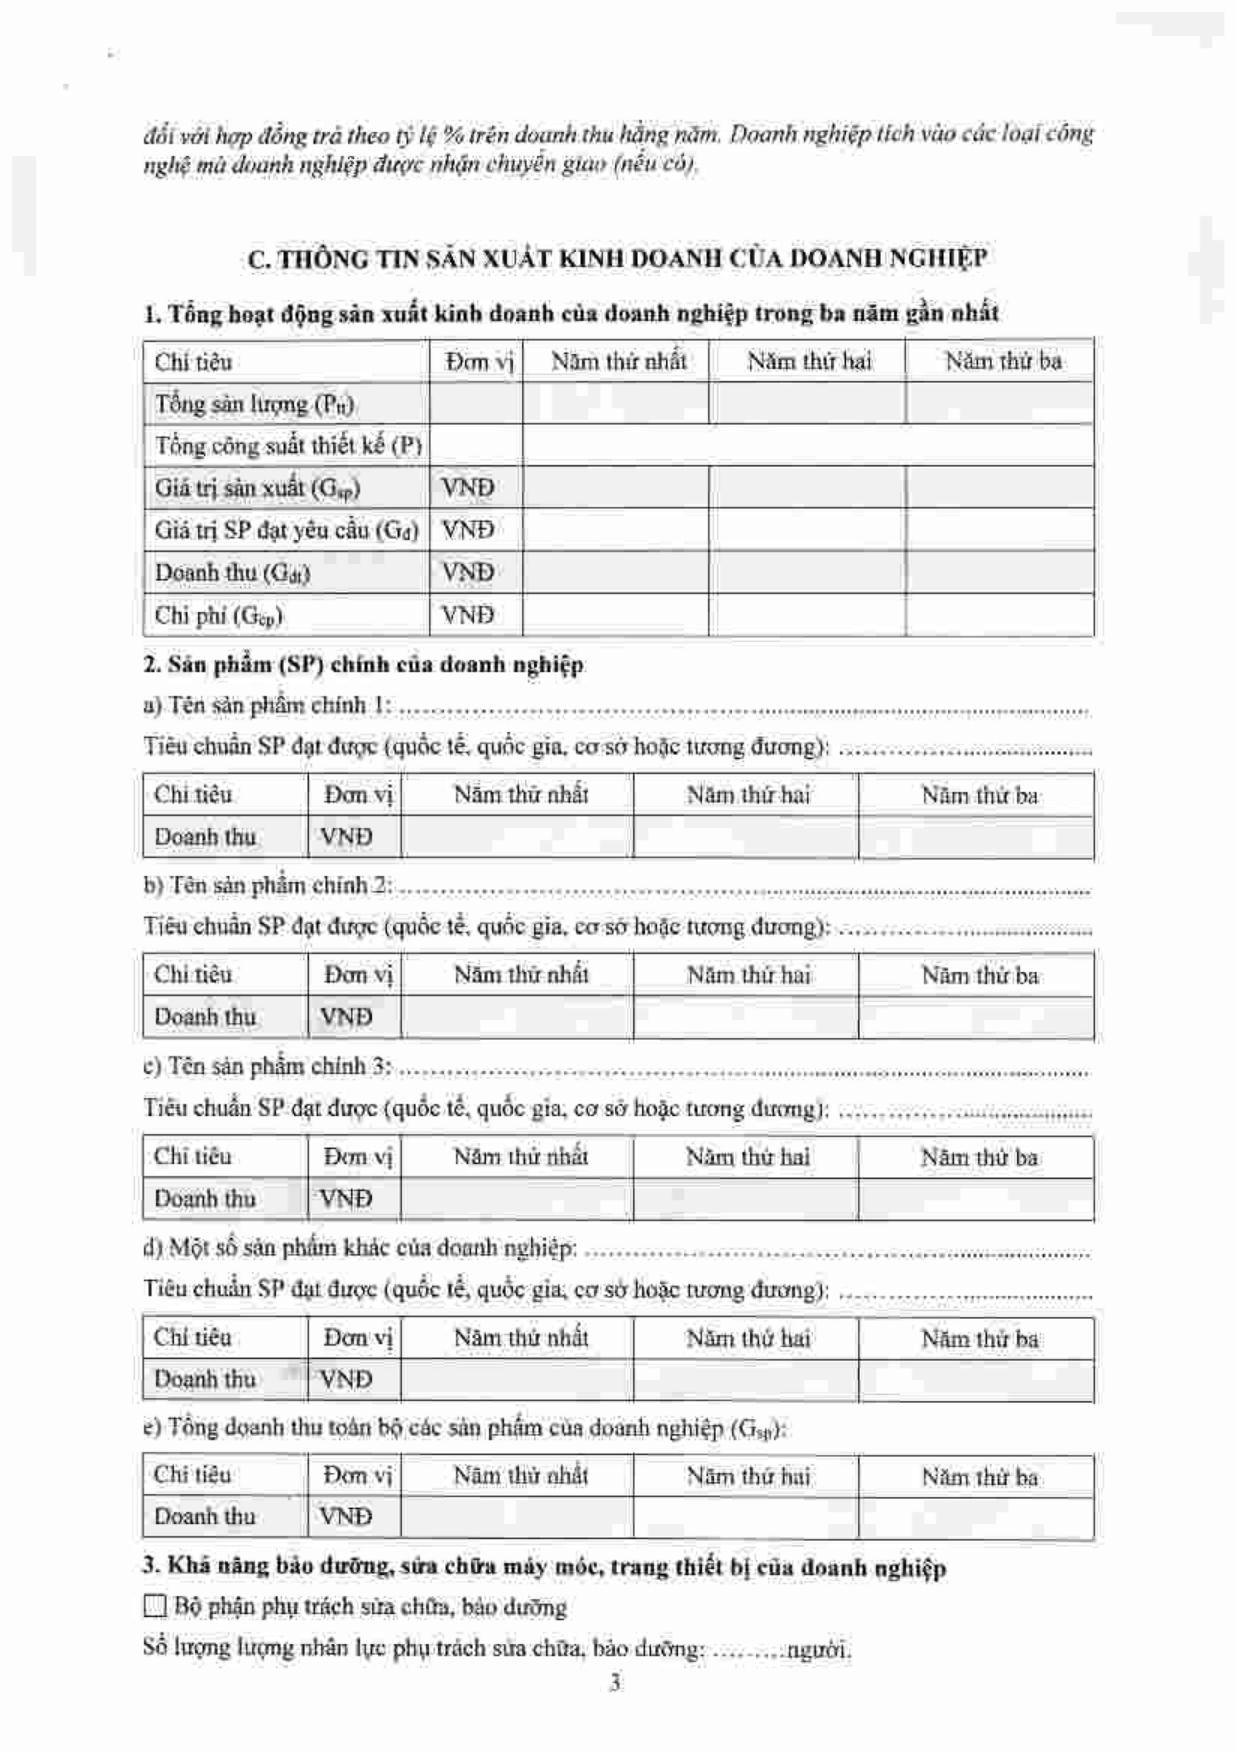 đối với hợp đồng trả theo tỷ lệ % trên doanh thu hằng năm. Doanh nghiệp tích vào các loại công
nghệ mà doanh nghiệp được nhận chuyển giao (nếu có).
C. THÔNG TIN SẢN XUẤT KINH DOANH CỦA DOANH NGHIỆP
1. Tổng hoạt động sản xuất kinh doanh của doanh nghiệp trong ba năm gần nhất
Chỉ tiêu Đơn vị Năm thứ nhất Năm thứ hai Năm thứ ba
Tổng sản lượng (Ptt)
Tổng công suất thiết kế (P)
Giá trị sản xuất (Gsp) VNĐ
Giá trị SP đạt yêu cầu (Gđ) VNĐ
Doanh thu (Gdt) VNĐ
Chi phí (Gcp) VNĐ
2. Sản phẩm (SP) chính của doanh nghiệp
a) Tên sản phẩm chính 1: ........................................
Tiêu chuẩn SP đạt được (quốc tế, quốc gia, cơ sở hoặc tương đương): ....................
Chỉ tiêu Đơn vị Năm thứ nhất Năm thứ hai Năm thứ ba
Doanh thu VNĐ
b) Tên sản phẩm chính 2: ........................................
Tiêu chuẩn SP đạt được (quốc tế, quốc gia, cơ sở hoặc tương đương): ....................
Chỉ tiêu Đơn vị Năm thứ nhất Năm thứ hai Năm thứ ba
Doanh thu VNĐ
c) Tên sản phẩm chính 3: ........................................
Tiêu chuẩn SP đạt được (quốc tế, quốc gia, cơ sở hoặc tương đương): ....................
Chỉ tiêu Đơn vị Năm thứ nhất Năm thứ hai Năm thứ ba
Doanh thu VNĐ
d) Một số sản phẩm khác của doanh nghiệp: ........................................
Tiêu chuẩn SP đạt được (quốc tế, quốc gia, cơ sở hoặc tương đương): ....................
Chỉ tiêu Đơn vị Năm thứ nhất Năm thứ hai Năm thứ ba
Doanh thu VNĐ
e) Tổng doanh thu toàn bộ các sản phẩm của doanh nghiệp (Gsp):
Chỉ tiêu Đơn vị Năm thứ nhất Năm thứ hai Năm thứ ba
Doanh thu VNĐ
3. Khả năng bảo dưỡng, sửa chữa máy móc, trang thiết bị của doanh nghiệp
☐ Bộ phận phụ trách sửa chữa, bảo dưỡng
Số lượng lượng nhân lực phụ trách sửa chữa, bảo dưỡng: .........người.
3